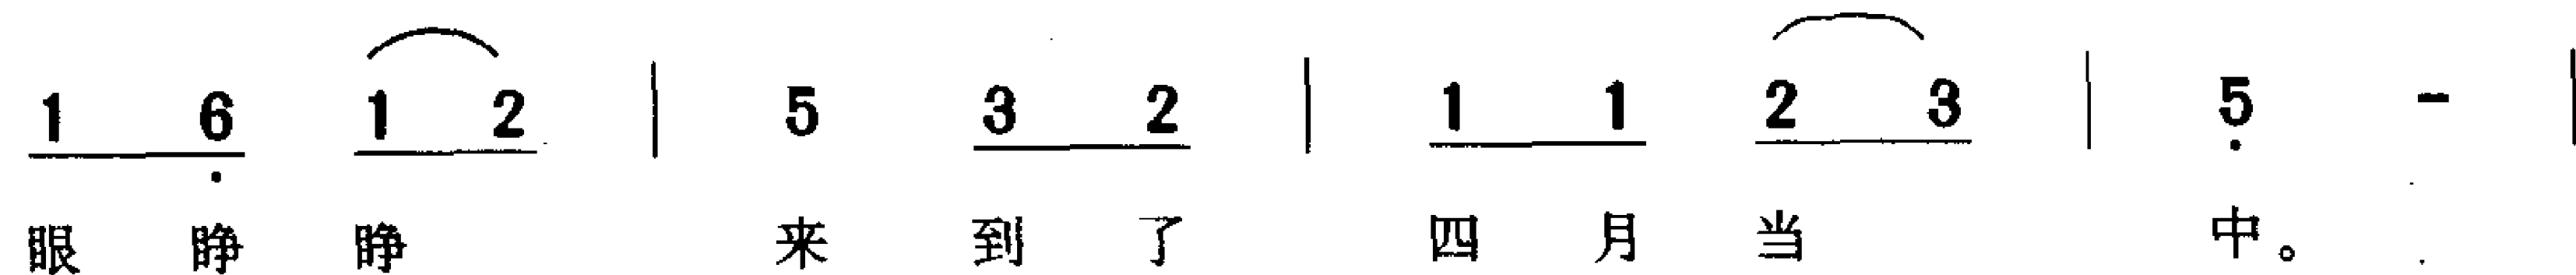 1 6̣ 1 2 | 5 3 2 | 1 1 2 3 | 5̣ - |
眼 睁 睁 来 到 了 四 月 当 中。